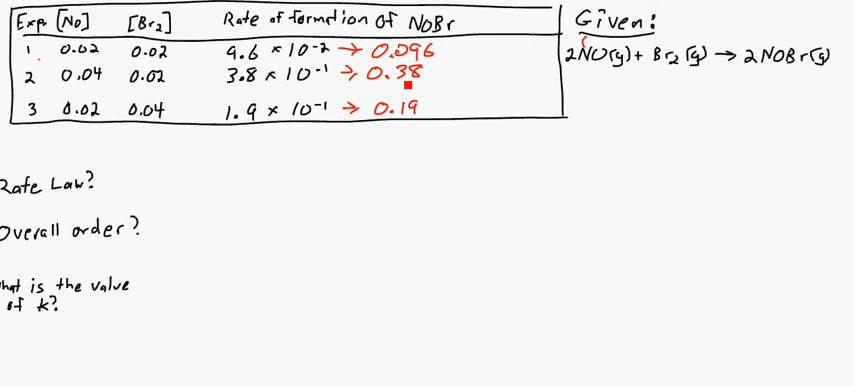 Exp. [NO] [Br2] Rate of formation of NOBr
1 0.02 0.02 9.6 × 10^-2 → 0.096
2 0.04 0.02 3.8 × 10^-1 → 0.38
3 0.02 0.04 1.9 × 10^-1 → 0.19
Given:
2NO(g) + Br2(g) → 2NOBr(g)
Rate Law?
Overall order?
hat is the value
of k?